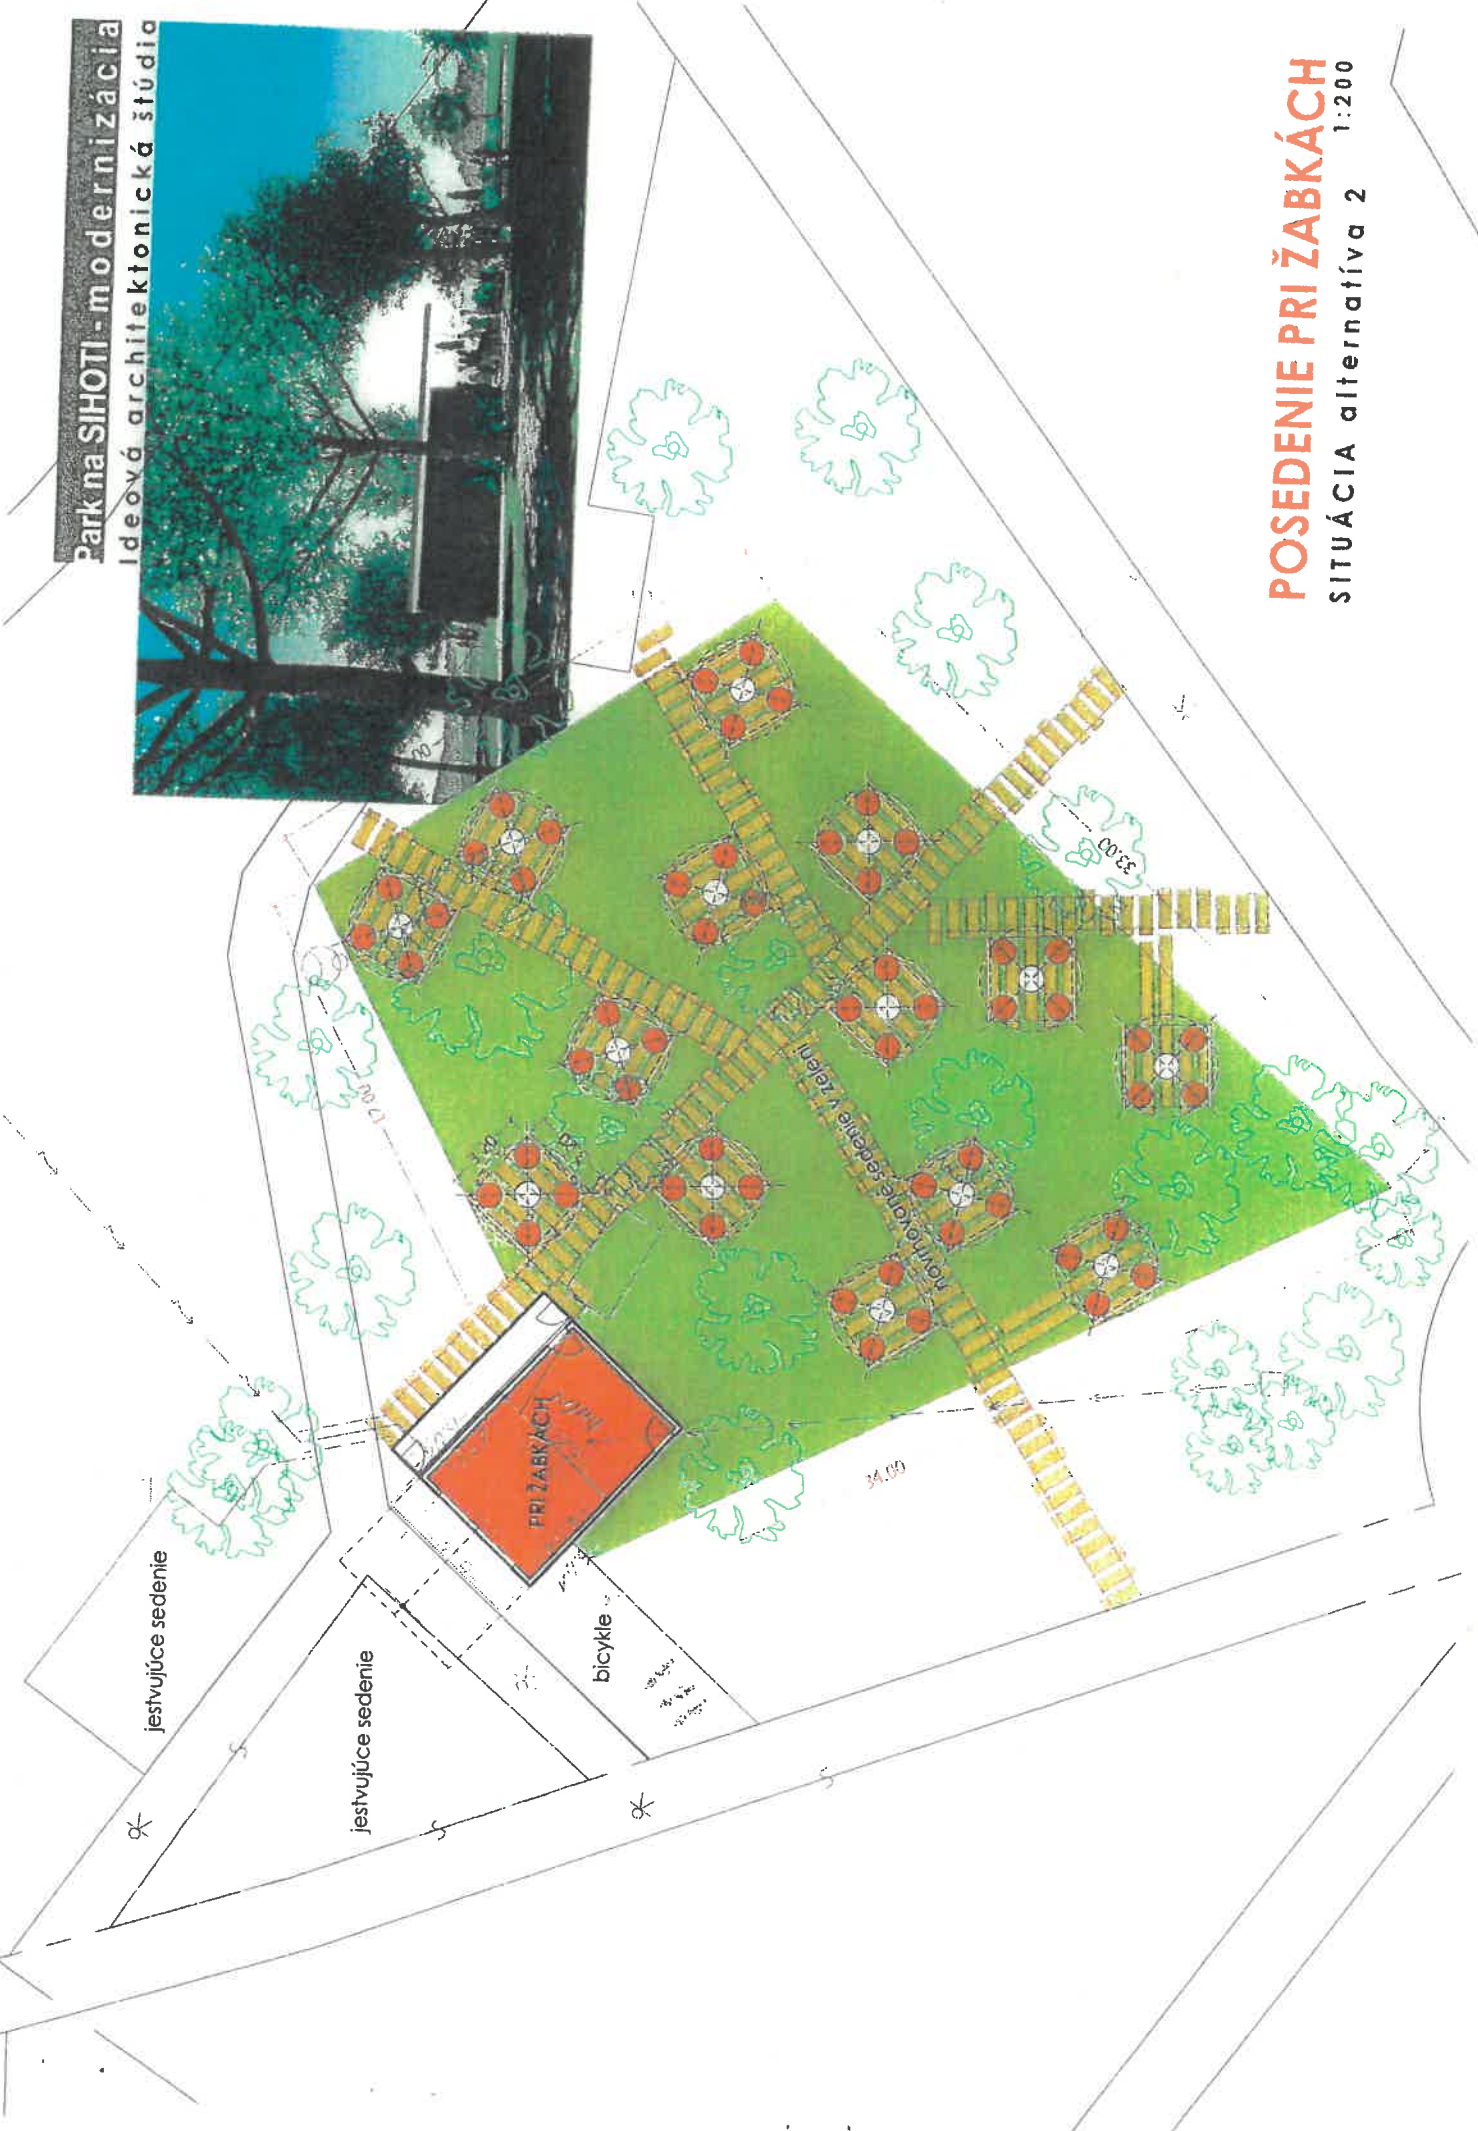 Park na SIHOTI - modernizácia
Ideová architektonická štúdia
POSEDENIE PRI ŽABKÁCH
SITUÁCIA alternatíva 2 1:200
jestvujúce sedenie
jestvujúce sedenie
bicykle
PRI ŽABKÁCH
navrhované sedenie v zeleni
17.00
33.00
34.00